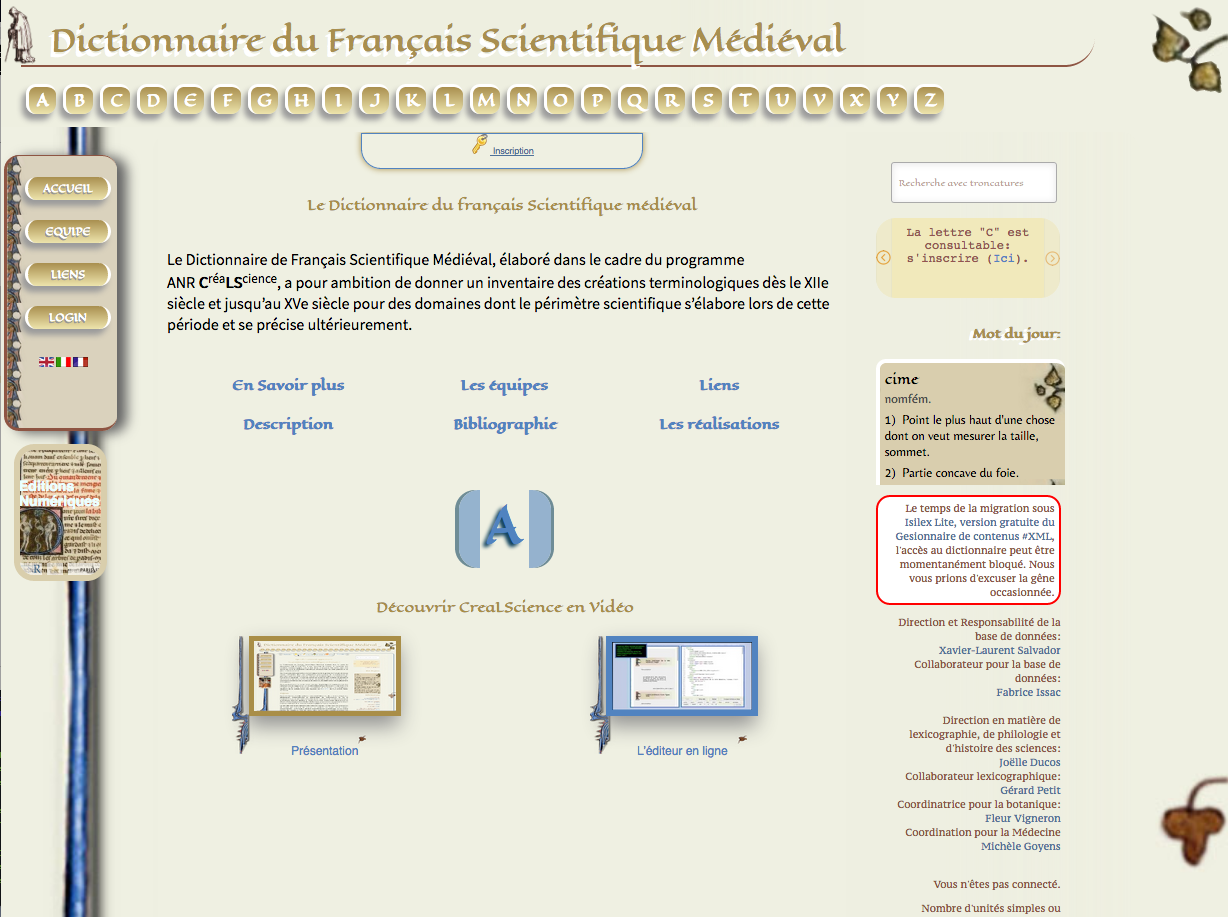 Dictionnaire du Français Scientifique Médiéval
A B C D E F G H I J K L M N O P Q R S T U V X Y Z
Inscription
ACCUEIL
EQUIPE
LIENS
LOGIN
Editions
Numériques
Le Dictionnaire du français Scientifique médiéval
Le Dictionnaire de Français Scientifique Médiéval, élaboré dans le cadre du programme
ANR CréaLScience, a pour ambition de donner un inventaire des créations terminologiques dès le XIIe
siècle et jusqu'au XVe siècle pour des domaines dont le périmètre scientifique s'élabore lors de cette
période et se précise ultérieurement.
En Savoir plus
Les équipes
Liens
Description
Bibliographie
Les réalisations
A
Découvrir CreaLScience en Vidéo
Présentation
L'éditeur en ligne
Recherche avec troncatures
La lettre "C" est
consultable:
s'inscrire (Ici).
Mot du jour:
cime
nomfém.
1) Point le plus haut d'une chose
dont on veut mesurer la taille,
sommet.
2) Partie concave du foie.
Le temps de la migration sous
Isilex Lite, version gratuite du
Gesionnaire de contenus #XML,
l'accès au dictionnaire peut être
momentanément bloqué. Nous
vous prions d'excuser la gêne
occasionnée.
Direction et Responsabilité de la
base de données:
Xavier-Laurent Salvador
Collaborateur pour la base de
données:
Fabrice Issac
Direction en matière de
lexicographie, de philologie et
d'histoire des sciences:
Joëlle Ducos
Collaborateur lexicographique:
Gérard Petit
Coordinatrice pour la botanique:
Fleur Vigneron
Coordination pour la Médecine
Michèle Goyens
Vous n'êtes pas connecté.
Nombre d'unités simples ou